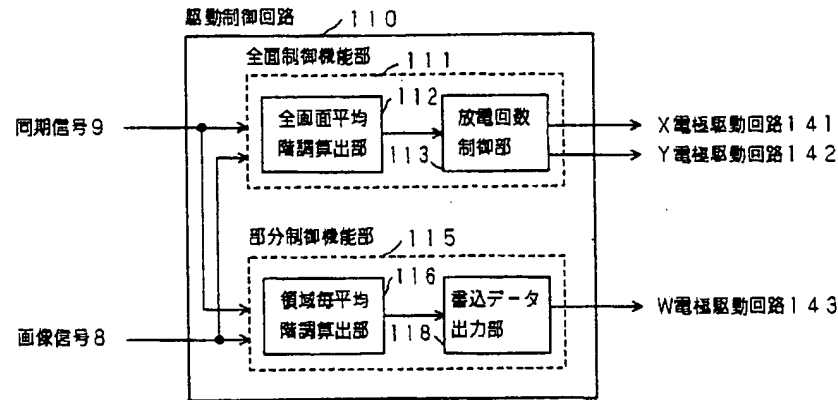 駆動制御回路 110
全面制御機能部 111
同期信号9
全画面平均
階調算出部
112
放電回数
制御部
113
X電極駆動回路141
Y電極駆動回路142
部分制御機能部 115
画像信号8
領域毎平均
階調算出部
116
書込データ
出力部
118
W電極駆動回路143